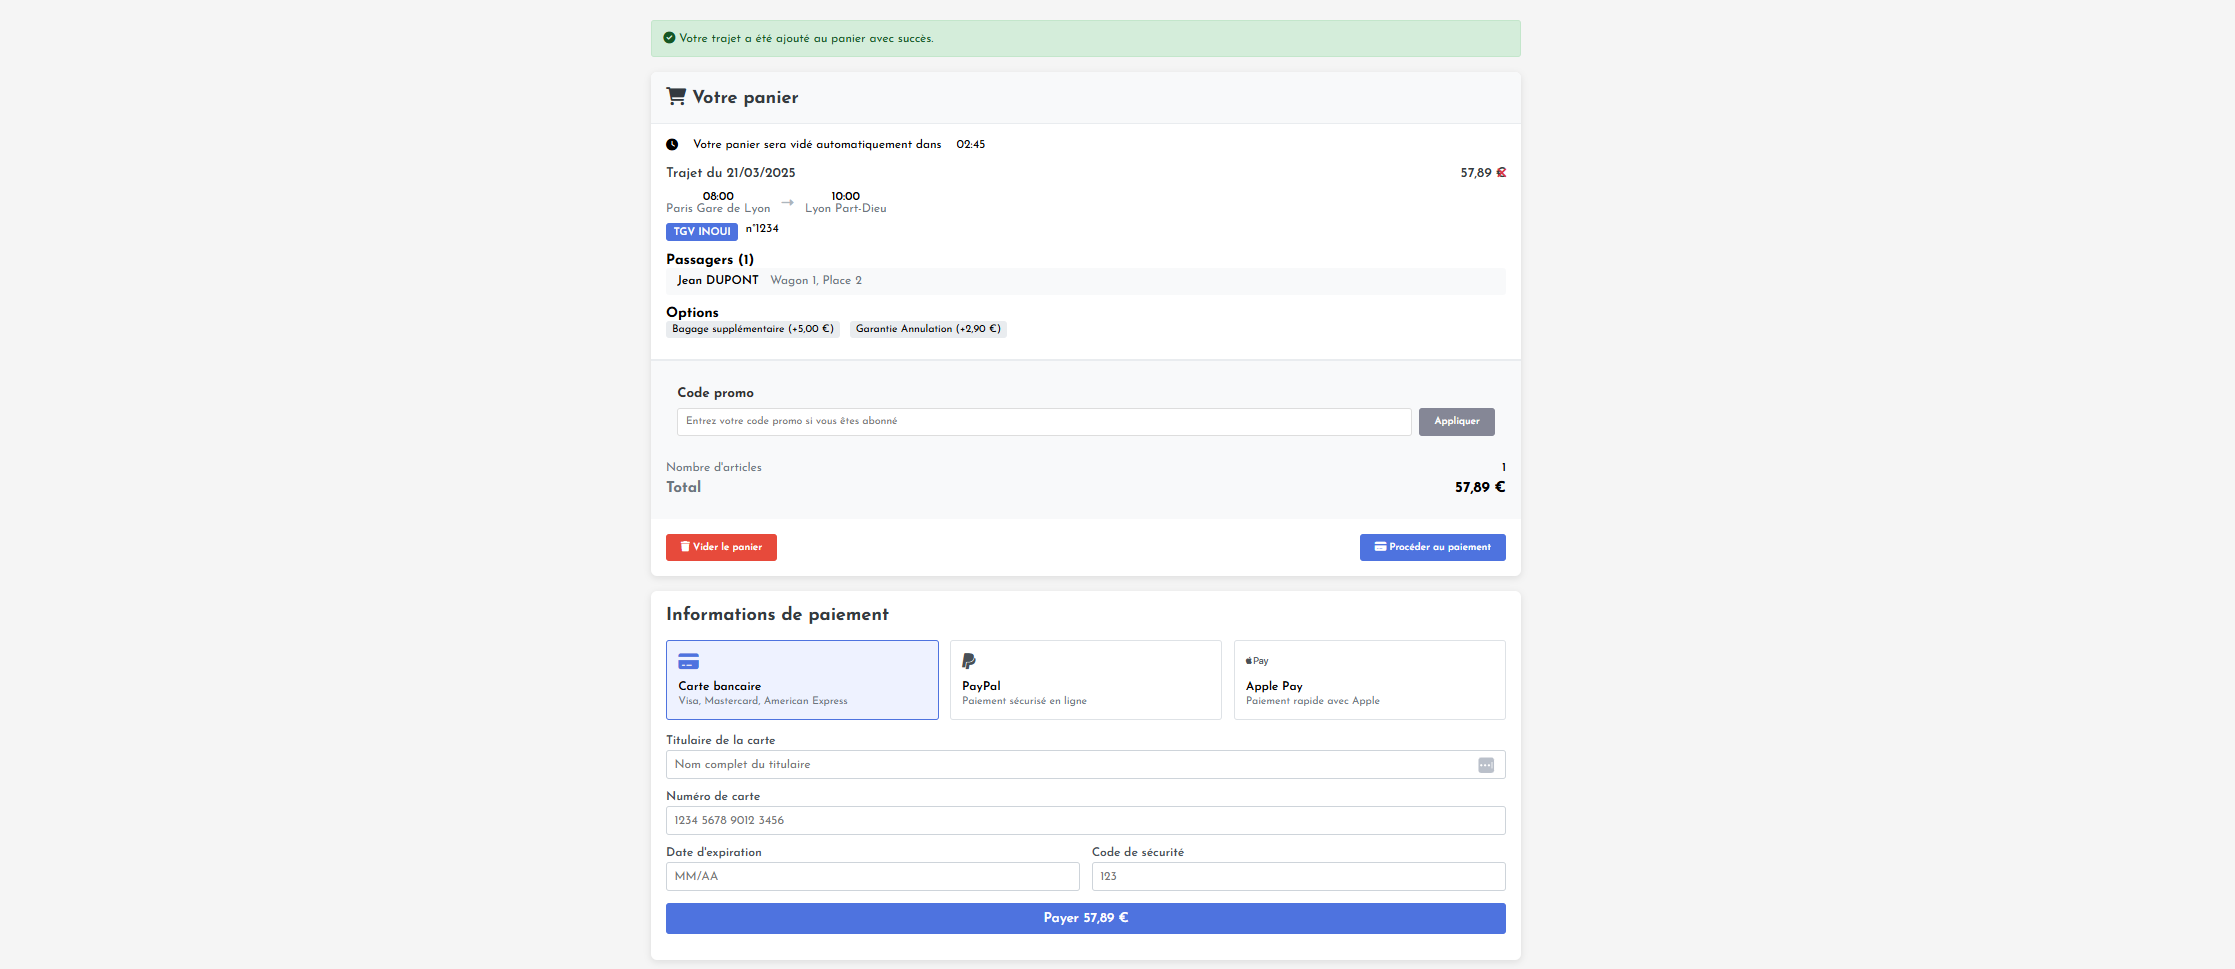 Votre trajet a été ajouté au panier avec succès.
Votre panier
Votre panier sera vidé automatiquement dans 02:45
Trajet du 21/03/2025 57,89 €
08:00 10:00
Paris Gare de Lyon → Lyon Part-Dieu
TGV INOUI n°1234
Passagers (1)
Jean DUPONT Wagon 1, Place 2
Options
Bagage supplémentaire (+5,00 €) Garantie Annulation (+2,90 €)
Code promo
Entrez votre code promo si vous êtes abonné Appliquer
Nombre d'articles 1
Total 57,89 €
Vider le panier Procéder au paiement
Informations de paiement
Pay
Carte bancaire PayPal Apple Pay
Visa, Mastercard, American Express Paiement sécurisé en ligne Paiement rapide avec Apple
Titulaire de la carte
Nom complet du titulaire
Numéro de carte
1234 5678 9012 3456
Date d'expiration Code de sécurité
MM/AA 123
Payer 57,89 €